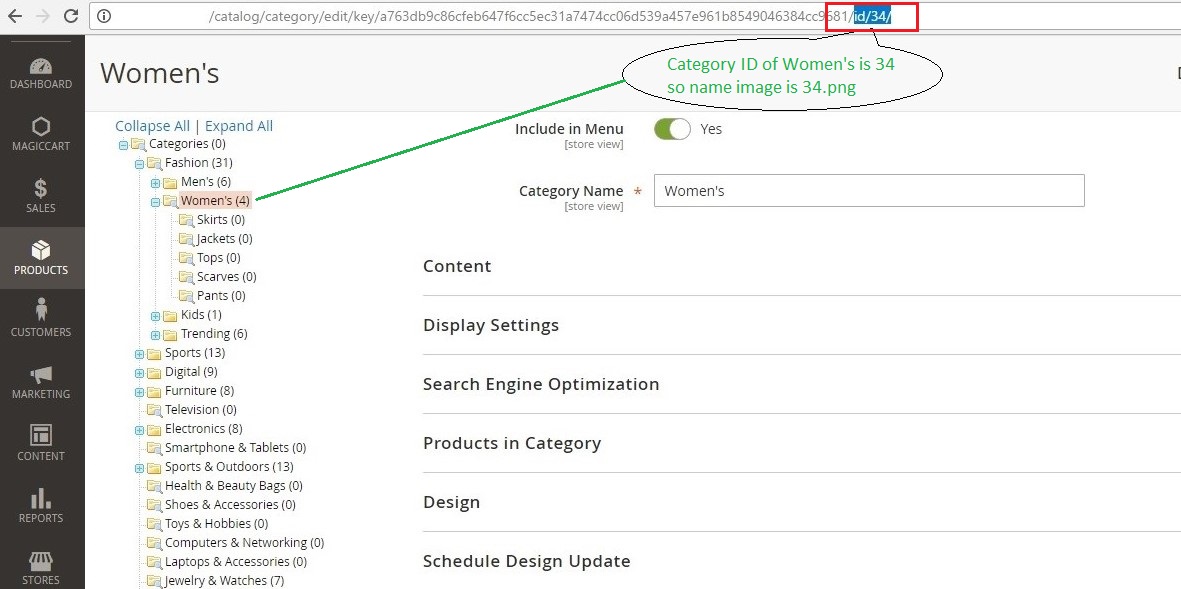 /catalog/category/edit/key/a763db9c86cfeb647f6cc5ec31a7474cc06d539a457e961b8549046384cc9681/id/34/
Category ID of Women's is 34
so name image is 34.png
Women's
DASHBOARD
MAGICCART
SALES
PRODUCTS
CUSTOMERS
MARKETING
CONTENT
REPORTS
STORES
Collapse All | Expand All
Categories (0)
Fashion (31)
Men's (6)
Women's (4)
Skirts (0)
Jackets (0)
Tops (0)
Scarves (0)
Pants (0)
Kids (1)
Trending (6)
Sports (13)
Digital (9)
Furniture (8)
Television (0)
Electronics (8)
Smartphone & Tablets (0)
Sports & Outdoors (13)
Health & Beauty Bags (0)
Shoes & Accessories (0)
Toys & Hobbies (0)
Computers & Networking (0)
Laptops & Accessories (0)
Jewelry & Watches (7)
Include in Menu Yes
[store view]
Category Name * Women's
[store view]
Content
Display Settings
Search Engine Optimization
Products in Category
Design
Schedule Design Update